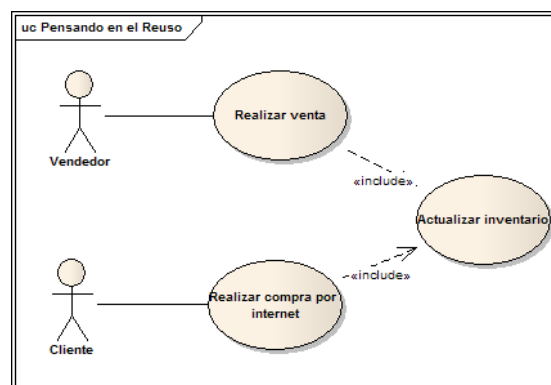 uc Pensando en el Reuso
Realizar venta
Vendedor
«include»
Actualizar inventario
«include»
Realizar compra por
internet
Cliente